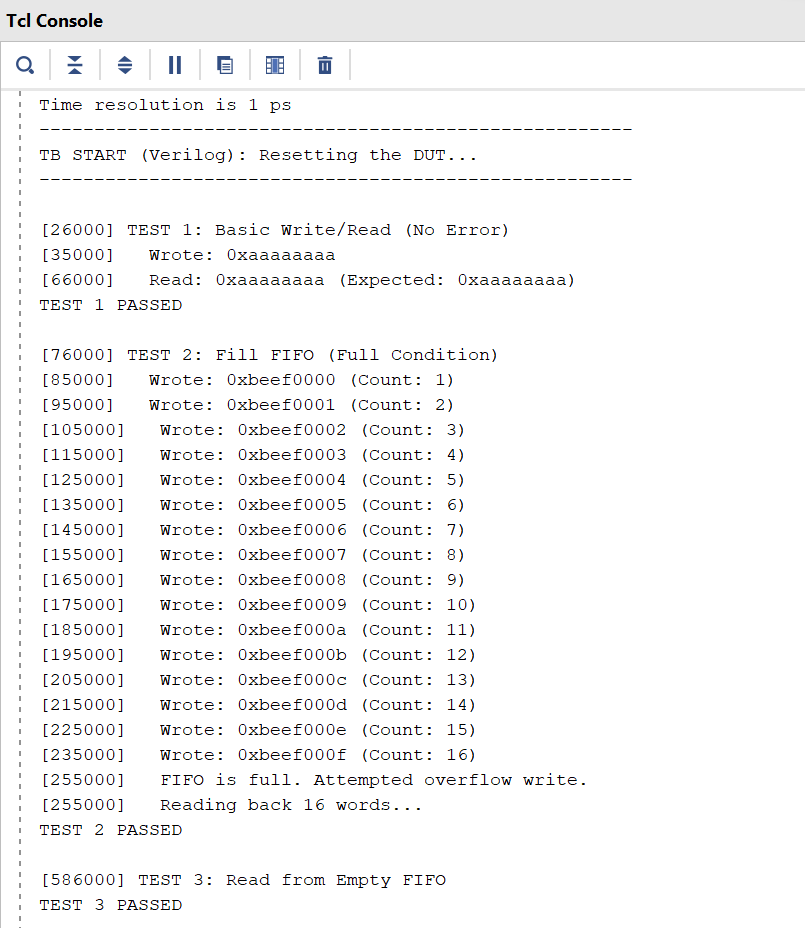 Tcl Console
Time resolution is 1 ps
------------------------------------------------------
TB START (Verilog): Resetting the DUT...
------------------------------------------------------
[26000] TEST 1: Basic Write/Read (No Error)
[35000]   Wrote: 0xaaaaaaaa
[66000]   Read: 0xaaaaaaaa (Expected: 0xaaaaaaaa)
TEST 1 PASSED
[76000] TEST 2: Fill FIFO (Full Condition)
[85000]   Wrote: 0xbeef0000 (Count: 1)
[95000]   Wrote: 0xbeef0001 (Count: 2)
[105000]   Wrote: 0xbeef0002 (Count: 3)
[115000]   Wrote: 0xbeef0003 (Count: 4)
[125000]   Wrote: 0xbeef0004 (Count: 5)
[135000]   Wrote: 0xbeef0005 (Count: 6)
[145000]   Wrote: 0xbeef0006 (Count: 7)
[155000]   Wrote: 0xbeef0007 (Count: 8)
[165000]   Wrote: 0xbeef0008 (Count: 9)
[175000]   Wrote: 0xbeef0009 (Count: 10)
[185000]   Wrote: 0xbeef000a (Count: 11)
[195000]   Wrote: 0xbeef000b (Count: 12)
[205000]   Wrote: 0xbeef000c (Count: 13)
[215000]   Wrote: 0xbeef000d (Count: 14)
[225000]   Wrote: 0xbeef000e (Count: 15)
[235000]   Wrote: 0xbeef000f (Count: 16)
[255000]   FIFO is full. Attempted overflow write.
[255000]   Reading back 16 words...
TEST 2 PASSED
[586000] TEST 3: Read from Empty FIFO
TEST 3 PASSED